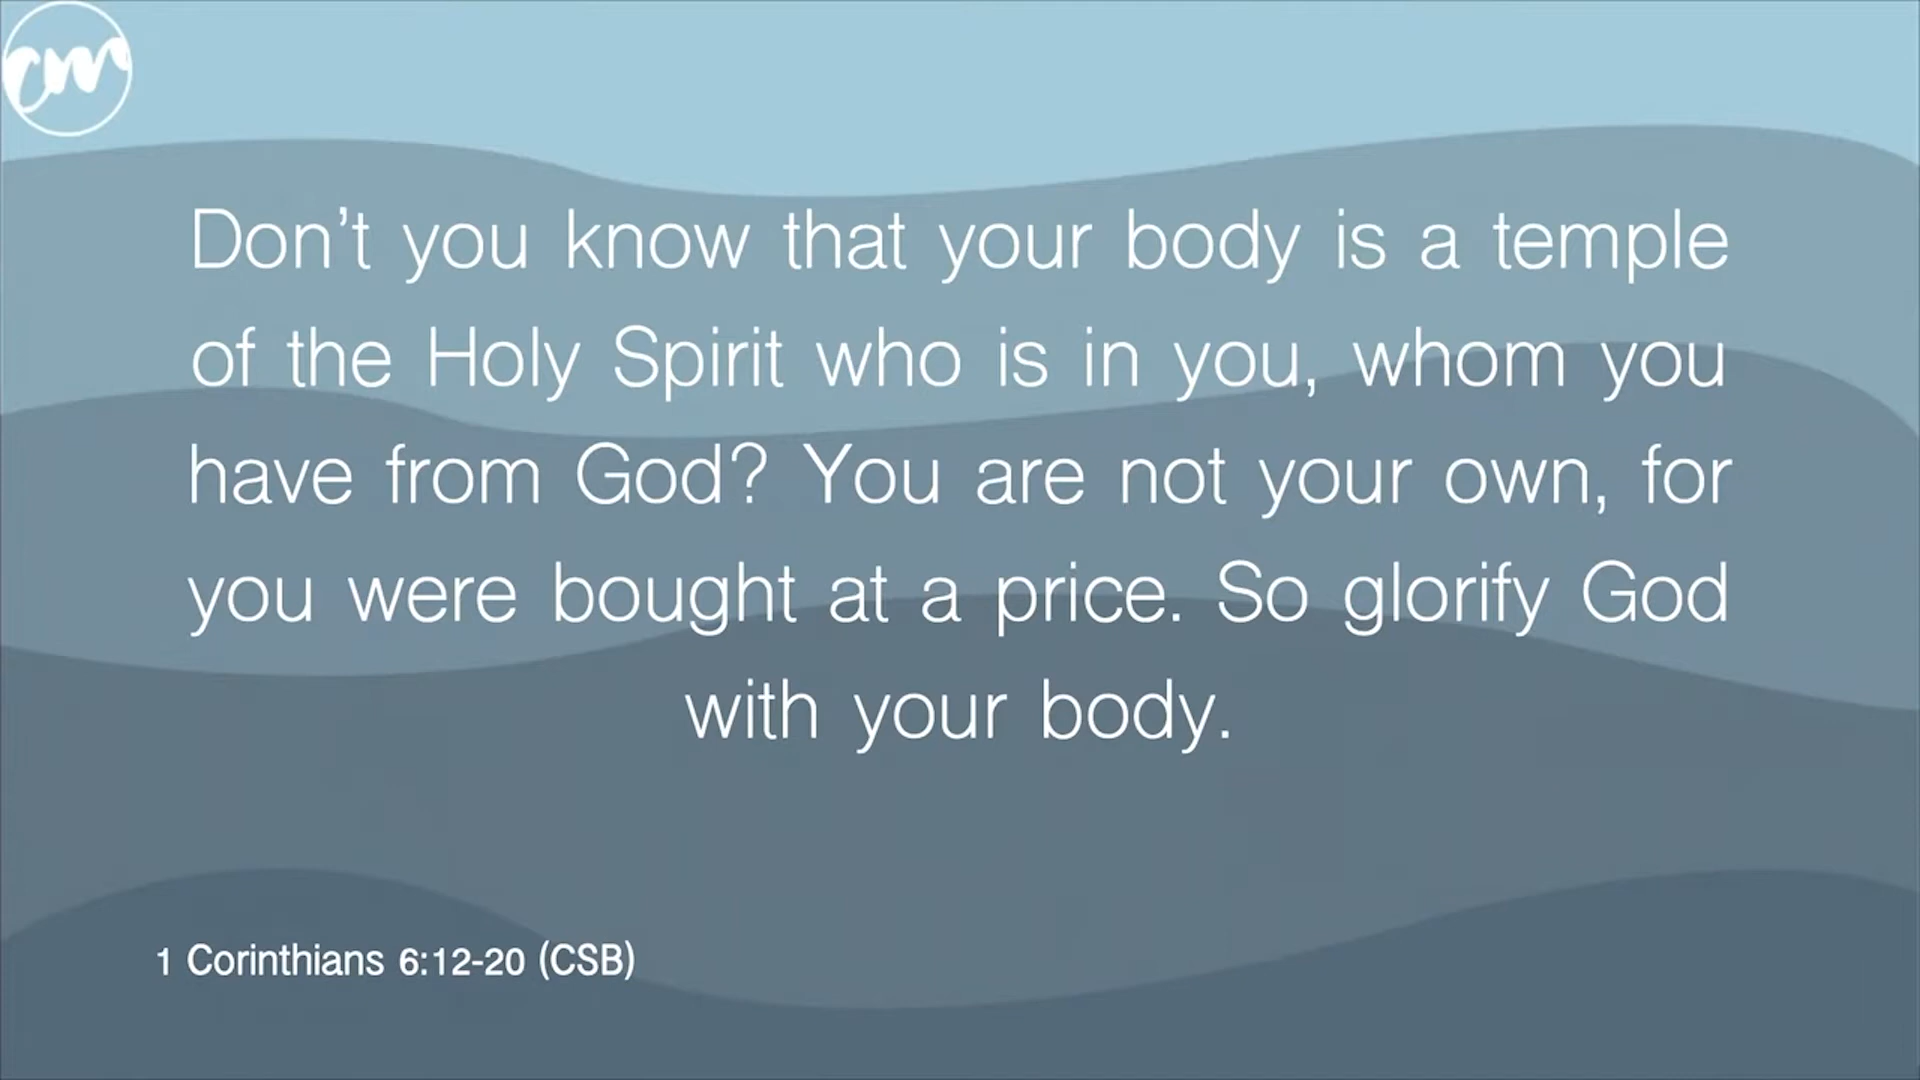 cm
Don't you know that your body is a temple
of the Holy Spirit who is in you, whom you
have from God? You are not your own, for
you were bought at a price. So glorify God
with your body.
1 Corinthians 6:12-20 (CSB)